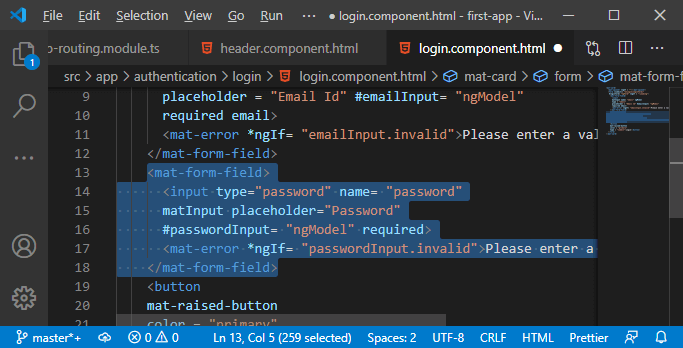 File Edit Selection View Go Run ··· login.component.html - first-app - Vi...
o-routing.module.ts header.component.html login.component.html
src > app > authentication > login > login.component.html > mat-card > form > mat-form-f
9 placeholder = "Email Id" #emailInput= "ngModel"
10 required email>
11 <mat-error *ngIf= "emailInput.invalid">Please enter a val
12 </mat-form-field>
13 <mat-form-field>
14 <input type="password" name= "password"
15 matInput placeholder="Password"
16 #passwordInput= "ngModel" required>
17 <mat-error *ngIf= "passwordInput.invalid">Please enter a
18 </mat-form-field>
19 <button
20 mat-raised-button
21 color = "primary"
1
master*+ 0 0 Ln 13, Col 5 (259 selected) Spaces: 2 UTF-8 CRLF HTML Prettier